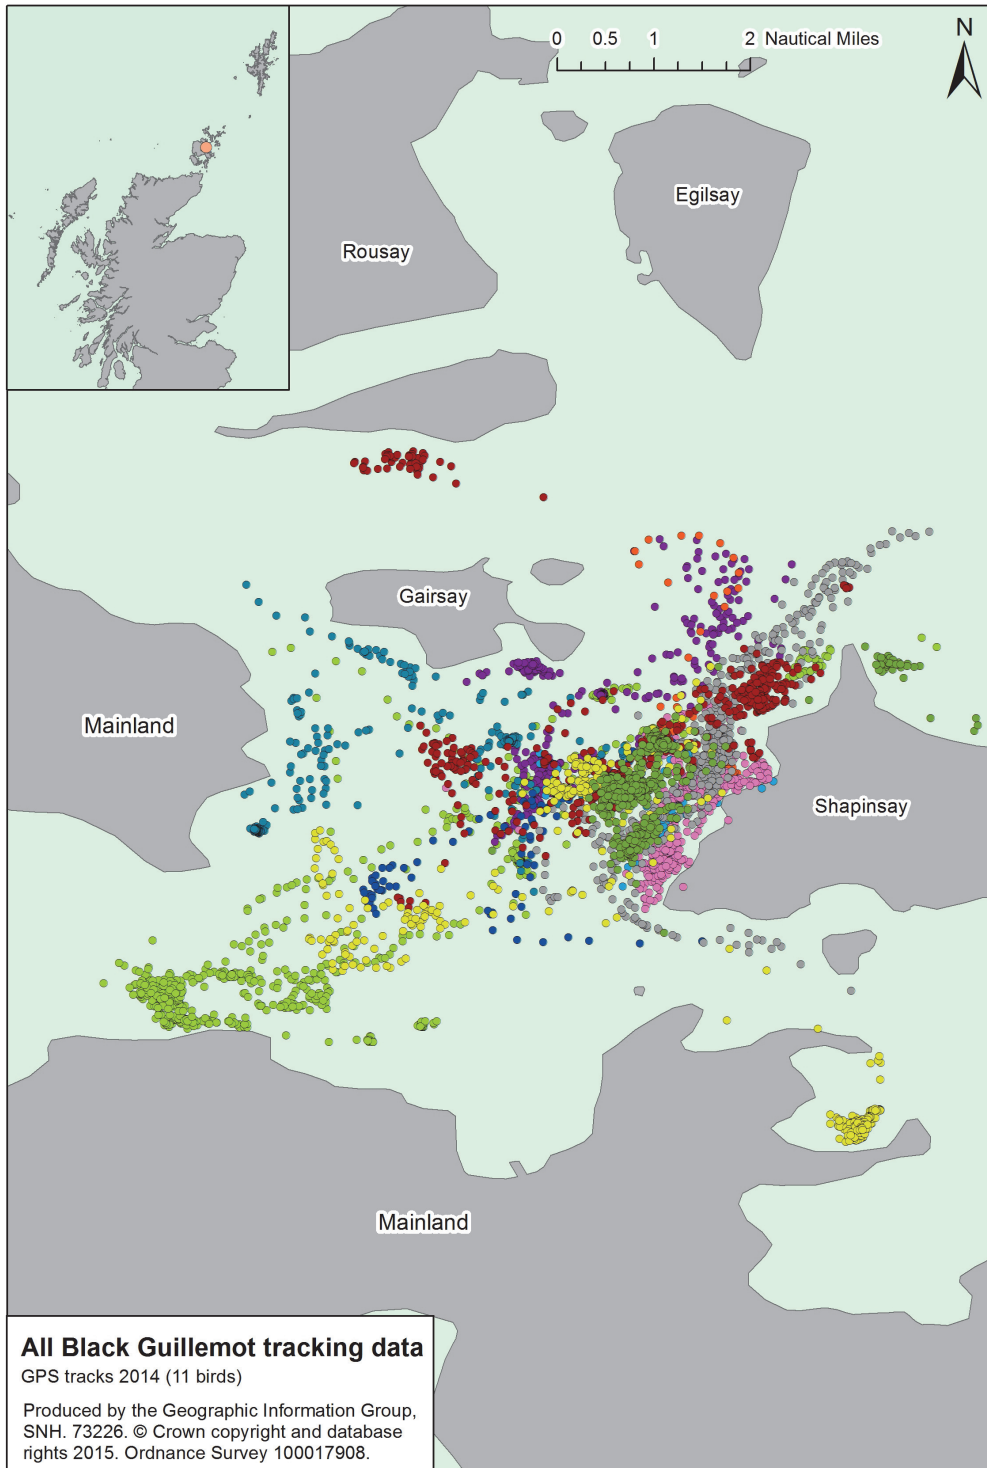 N
0 0.5 1 2 Nautical Miles
Egilsay
Rousay
Gairsay
Mainland
Shapinsay
Mainland
All Black Guillemot tracking data
GPS tracks 2014 (11 birds)
Produced by the Geographic Information Group,
SNH. 73226. © Crown copyright and database
rights 2015. Ordnance Survey 100017908.